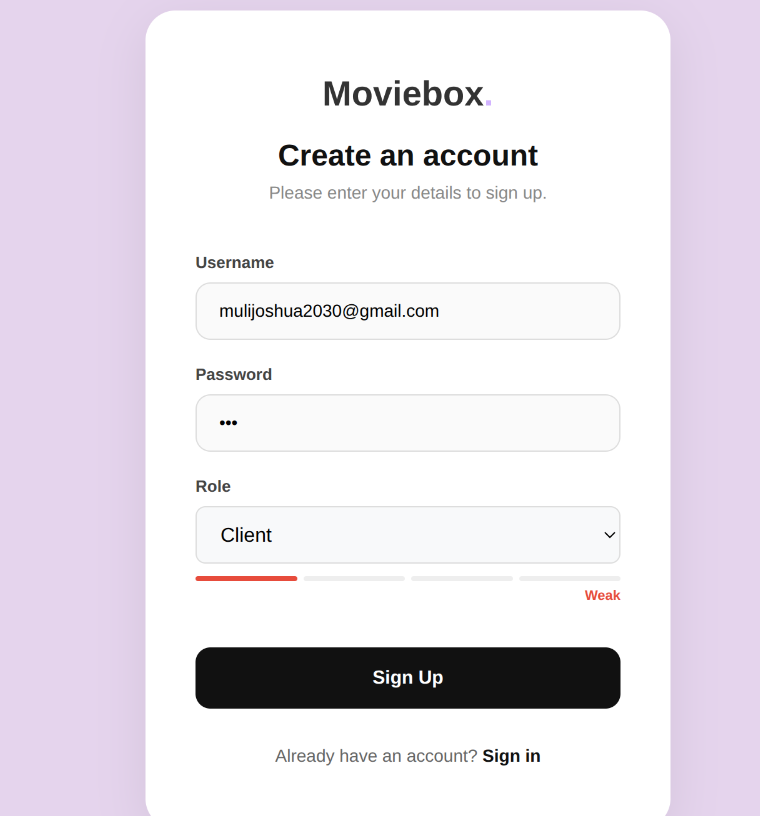 Moviebox.
Create an account
Please enter your details to sign up.
Username
mulijoshua2030@gmail.com
Password
•••
Role
Client
Weak
Sign Up
Already have an account? Sign in